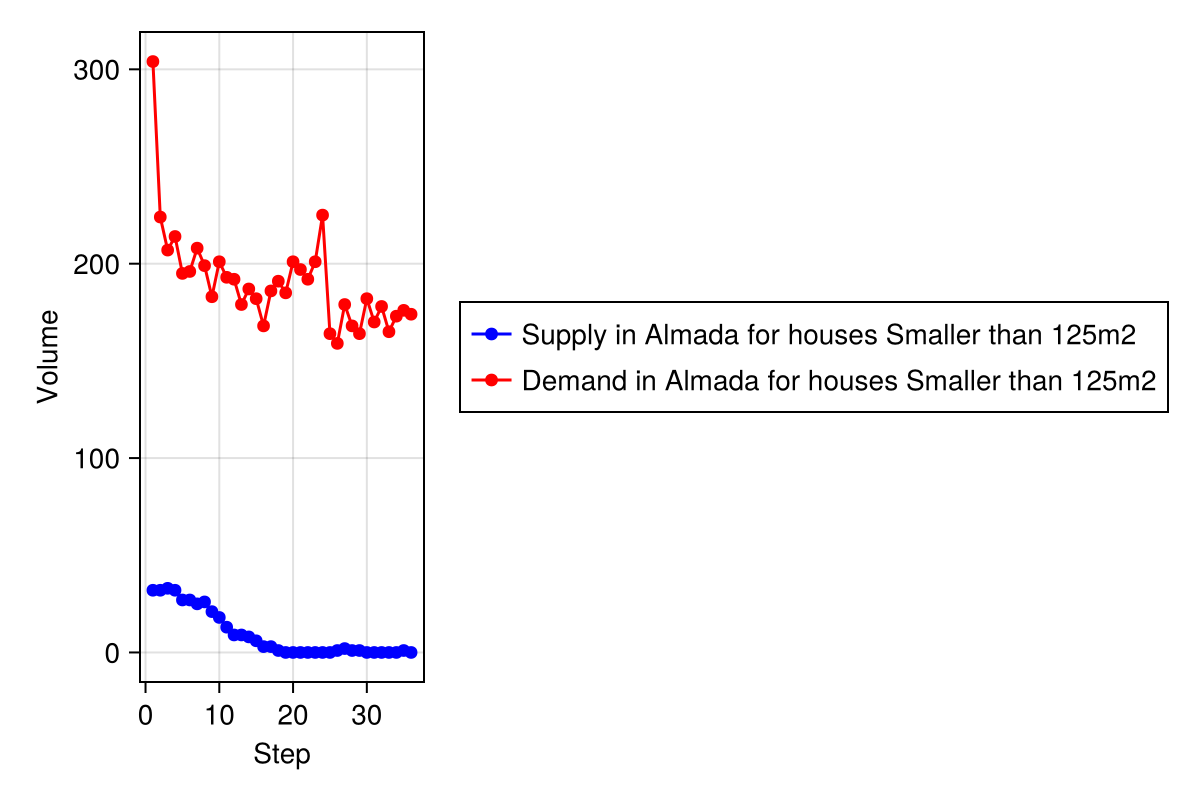 300
200
100
0
Volume
0 10 20 30
Step
Supply in Almada for houses Smaller than 125m2
Demand in Almada for houses Smaller than 125m2